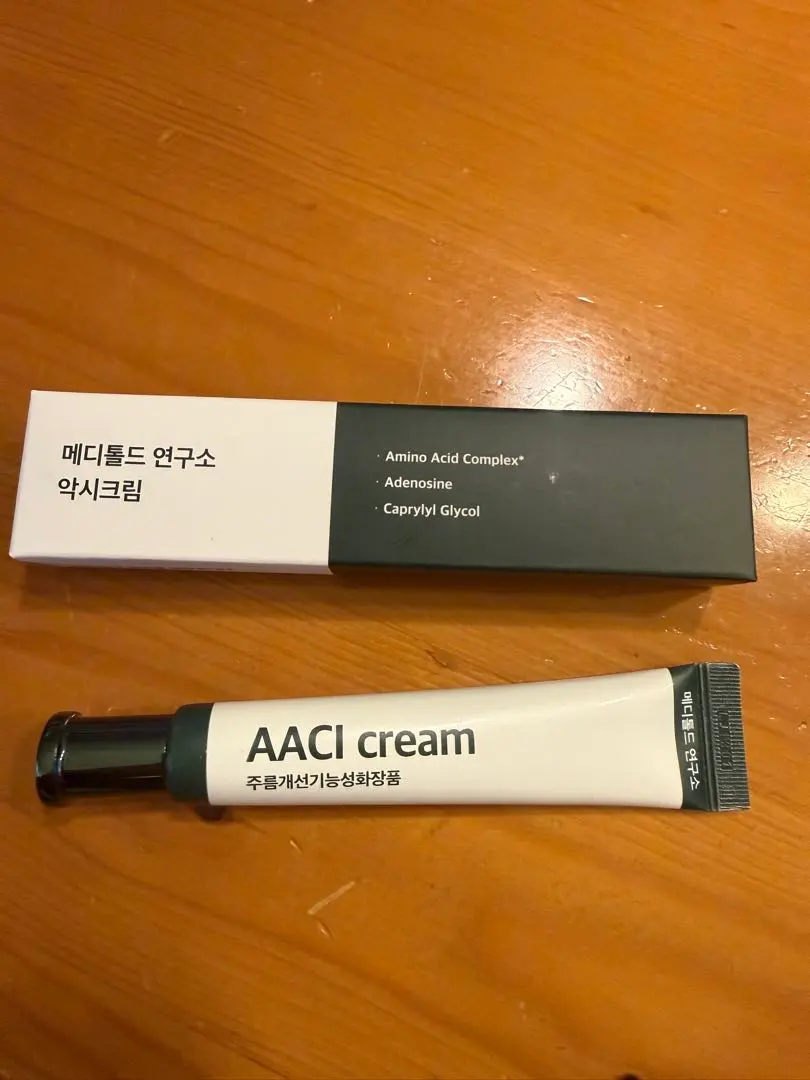 메디톨드 연구소
악시크림
· Amino Acid Complex*
· Adenosine
· Caprylyl Glycol
AACI cream
주름개선기능성화장품
메디톨드 연구소